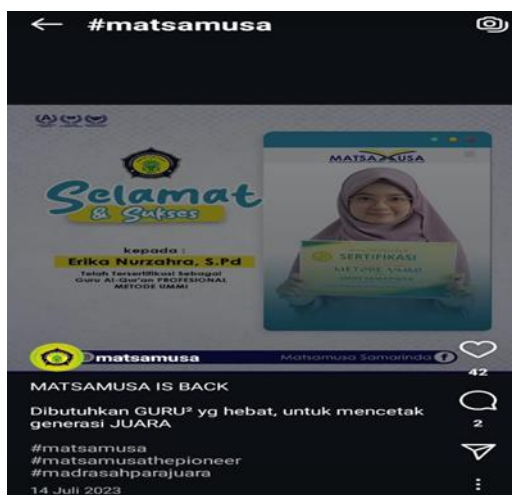 #matsamusa
MATSAMUSA
Selamat
& Sukses
kepada :
Erika Nurzahra, S.Pd
Telah Tersertifikasi Sebagai
Guru Al-Qur'an PROFESIONAL
METODE UMMI
SERTIFIKASI
METODE UMMI
matsamusa
Matsamusa Samarinda
42
MATSAMUSA IS BACK
Dibutuhkan GURU² yg hebat, untuk mencetak
generasi JUARA
2
#matsamusa
#matsamusathepioneer
#madrasahparajuara
14 Juli 2023